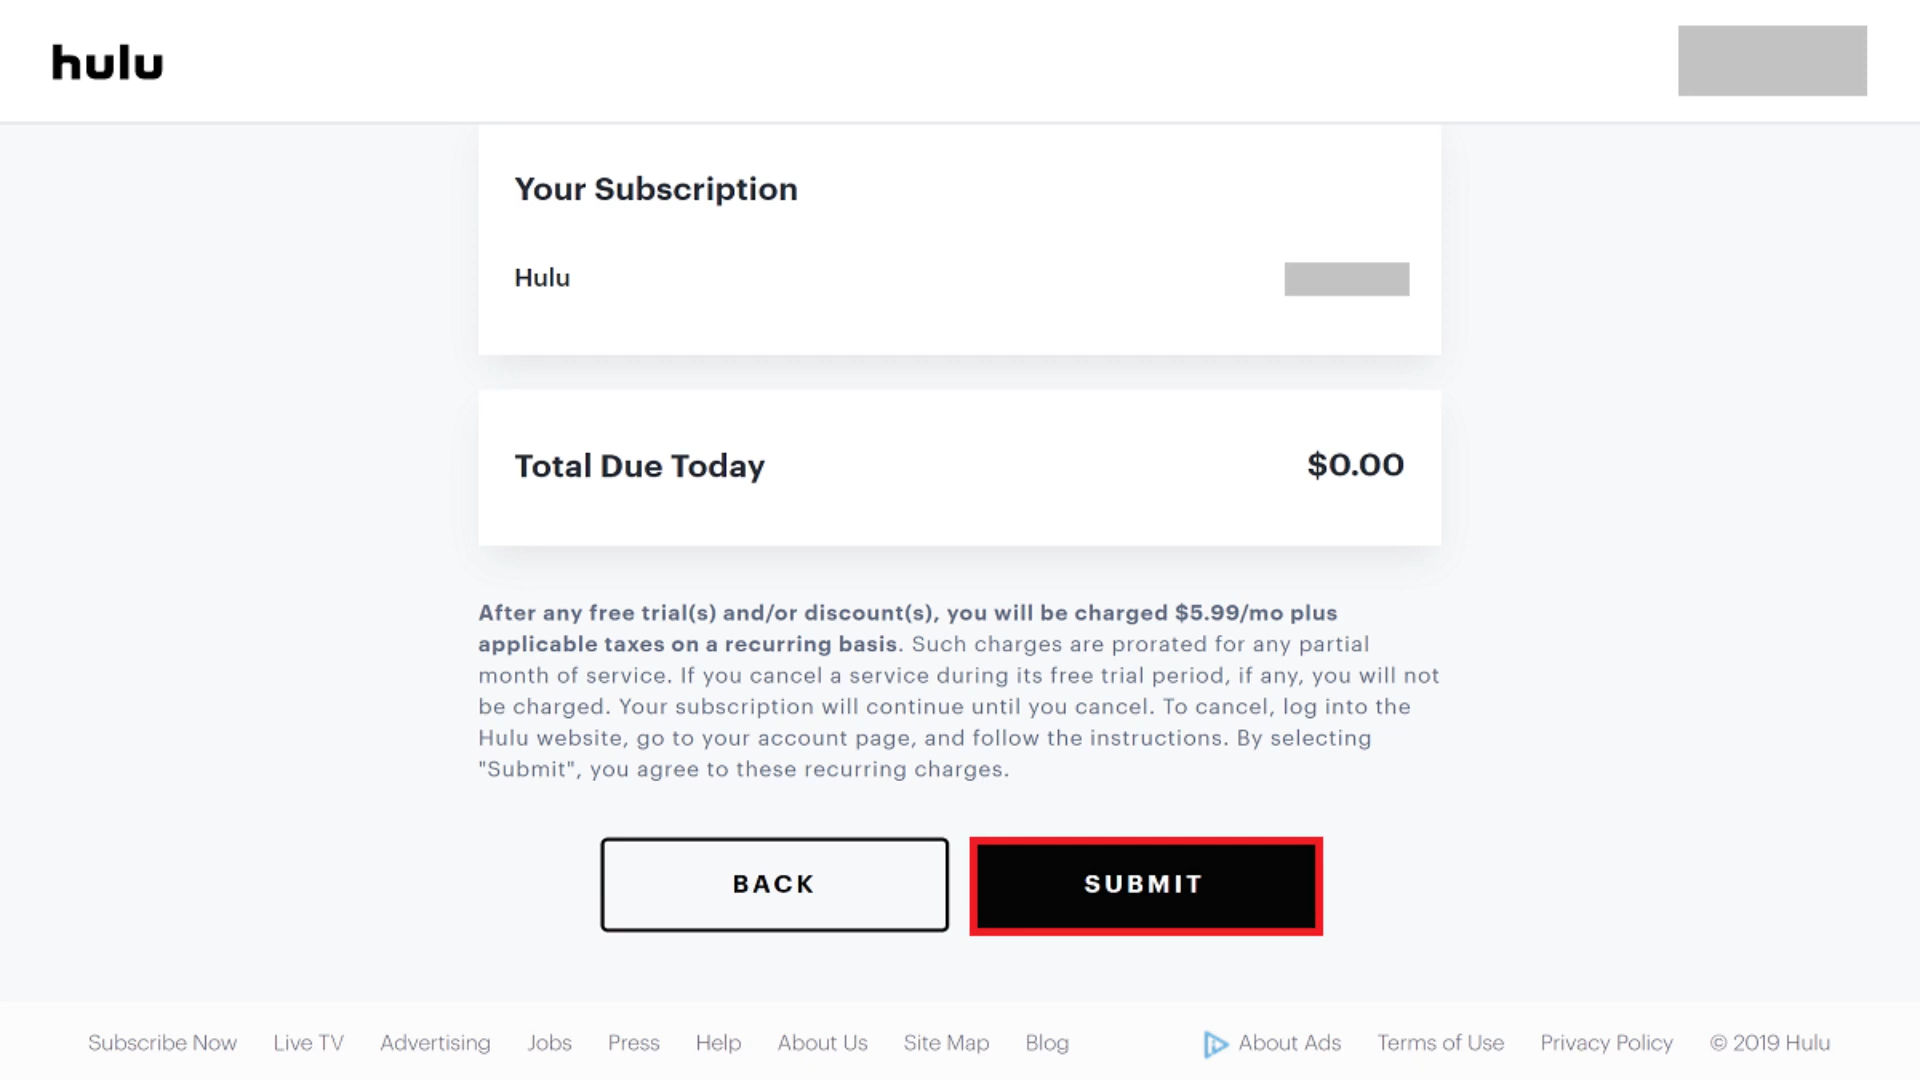 hulu
Your Subscription
Hulu
Total Due Today $0.00
After any free trial(s) and/or discount(s), you will be charged $5.99/mo plus
applicable taxes on a recurring basis. Such charges are prorated for any partial
month of service. If you cancel a service during its free trial period, if any, you will not
be charged. Your subscription will continue until you cancel. To cancel, log into the
Hulu website, go to your account page, and follow the instructions. By selecting
"Submit", you agree to these recurring charges.
BACK SUBMIT
Subscribe Now Live TV Advertising Jobs Press Help About Us Site Map Blog About Ads Terms of Use Privacy Policy © 2019 Hulu